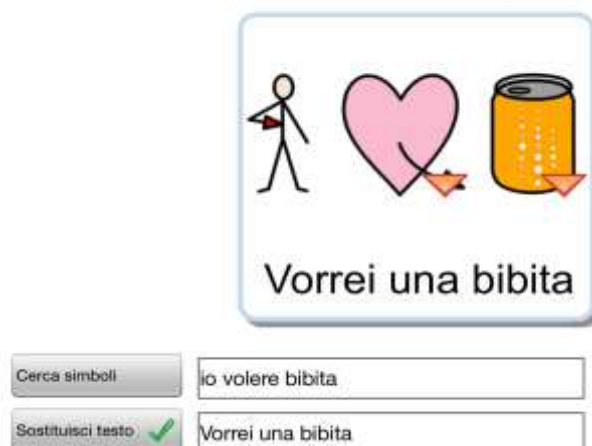 Vorrei una bibita
Cerca simboli
io volere bibita
Sostituisci testo
Vorrei una bibita